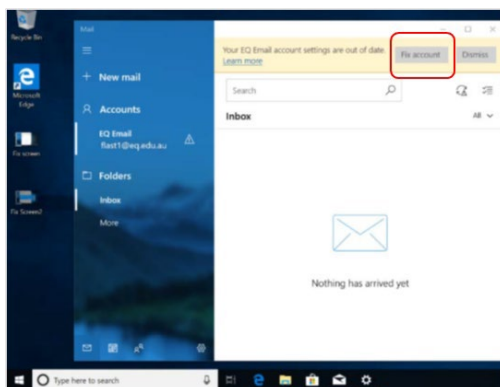 Recycle Bin
Microsoft
Edge
Fix screen
Fix Screen2
Mail
+ New mail
Accounts
EQ Email
flast1@eq.edu.au
Folders
Inbox
More
Your EQ Email account settings are out of date.
Learn more
Fix account
Dismiss
Search
Inbox
All
Nothing has arrived yet
Type here to search